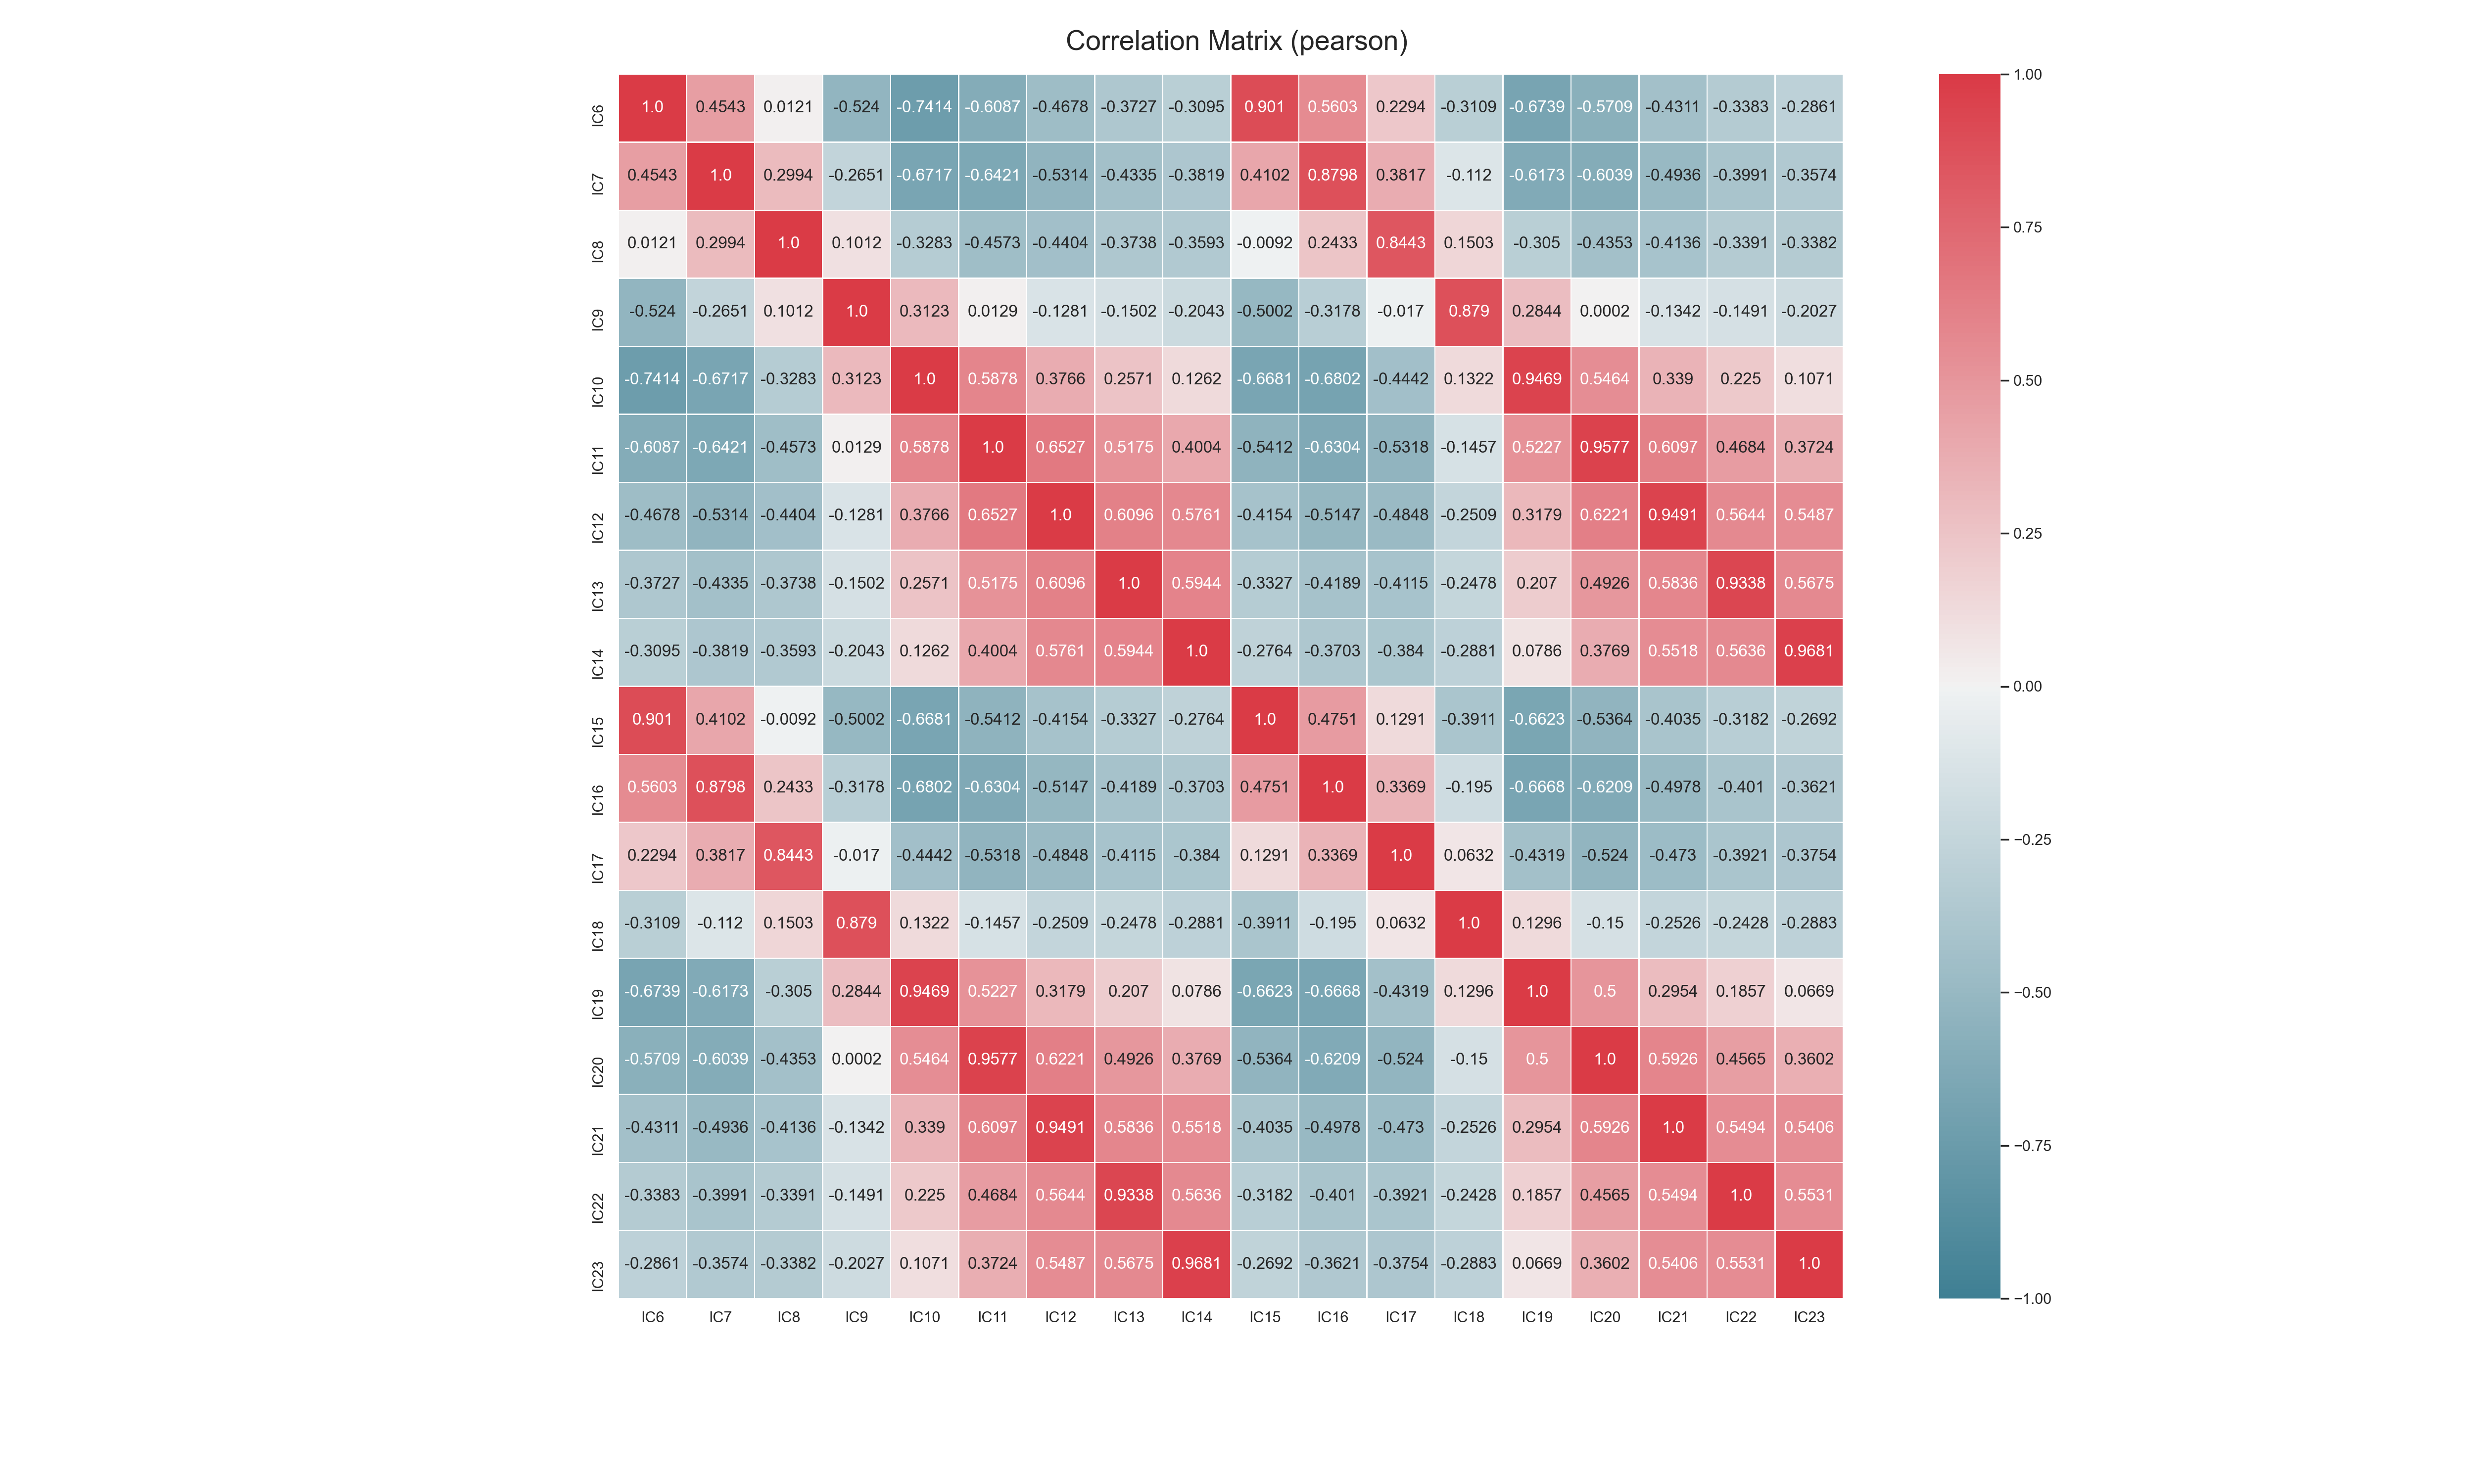 Correlation Matrix (pearson)
IC6 1.0 0.4543 0.0121 -0.524 -0.7414 -0.6087 -0.4678 -0.3727 -0.3095 0.901 0.5603 0.2294 -0.3109 -0.6739 -0.5709 -0.4311 -0.3383 -0.2861
IC7 0.4543 1.0 0.2994 -0.2651 -0.6717 -0.6421 -0.5314 -0.4335 -0.3819 0.4102 0.8798 0.3817 -0.112 -0.6173 -0.6039 -0.4936 -0.3991 -0.3574
IC8 0.0121 0.2994 1.0 0.1012 -0.3283 -0.4573 -0.4404 -0.3738 -0.3593 -0.0092 0.2433 0.8443 0.1503 -0.305 -0.4353 -0.4136 -0.3391 -0.3382
IC9 -0.524 -0.2651 0.1012 1.0 0.3123 0.0129 -0.1281 -0.1502 -0.2043 -0.5002 -0.3178 -0.017 0.879 0.2844 0.0002 -0.1342 -0.1491 -0.2027
IC10 -0.7414 -0.6717 -0.3283 0.3123 1.0 0.5878 0.3766 0.2571 0.1262 -0.6681 -0.6802 -0.4442 0.1322 0.9469 0.5464 0.339 0.225 0.1071
IC11 -0.6087 -0.6421 -0.4573 0.0129 0.5878 1.0 0.6527 0.5175 0.4004 -0.5412 -0.6304 -0.5318 -0.1457 0.5227 0.9577 0.6097 0.4684 0.3724
IC12 -0.4678 -0.5314 -0.4404 -0.1281 0.3766 0.6527 1.0 0.6096 0.5761 -0.4154 -0.5147 -0.4848 -0.2509 0.3179 0.6221 0.9491 0.5644 0.5487
IC13 -0.3727 -0.4335 -0.3738 -0.1502 0.2571 0.5175 0.6096 1.0 0.5944 -0.3327 -0.4189 -0.4115 -0.2478 0.207 0.4926 0.5836 0.9338 0.5675
IC14 -0.3095 -0.3819 -0.3593 -0.2043 0.1262 0.4004 0.5761 0.5944 1.0 -0.2764 -0.3703 -0.384 -0.2881 0.0786 0.3769 0.5518 0.5636 0.9681
IC15 0.901 0.4102 -0.0092 -0.5002 -0.6681 -0.5412 -0.4154 -0.3327 -0.2764 1.0 0.4751 0.1291 -0.3911 -0.6623 -0.5364 -0.4035 -0.3182 -0.2692
IC16 0.5603 0.8798 0.2433 -0.3178 -0.6802 -0.6304 -0.5147 -0.4189 -0.3703 0.4751 1.0 0.3369 -0.195 -0.6668 -0.6209 -0.4978 -0.401 -0.3621
IC17 0.2294 0.3817 0.8443 -0.017 -0.4442 -0.5318 -0.4848 -0.4115 -0.384 0.1291 0.3369 1.0 0.0632 -0.4319 -0.524 -0.473 -0.3921 -0.3754
IC18 -0.3109 -0.112 0.1503 0.879 0.1322 -0.1457 -0.2509 -0.2478 -0.2881 -0.3911 -0.195 0.0632 1.0 0.1296 -0.15 -0.2526 -0.2428 -0.2883
IC19 -0.6739 -0.6173 -0.305 0.2844 0.9469 0.5227 0.3179 0.207 0.0786 -0.6623 -0.6668 -0.4319 0.1296 1.0 0.5 0.2954 0.1857 0.0669
IC20 -0.5709 -0.6039 -0.4353 0.0002 0.5464 0.9577 0.6221 0.4926 0.3769 -0.5364 -0.6209 -0.524 -0.15 0.5 1.0 0.5926 0.4565 0.3602
IC21 -0.4311 -0.4936 -0.4136 -0.1342 0.339 0.6097 0.9491 0.5836 0.5518 -0.4035 -0.4978 -0.473 -0.2526 0.2954 0.5926 1.0 0.5494 0.5406
IC22 -0.3383 -0.3991 -0.3391 -0.1491 0.225 0.4684 0.5644 0.9338 0.5636 -0.3182 -0.401 -0.3921 -0.2428 0.1857 0.4565 0.5494 1.0 0.5531
IC23 -0.2861 -0.3574 -0.3382 -0.2027 0.1071 0.3724 0.5487 0.5675 0.9681 -0.2692 -0.3621 -0.3754 -0.2883 0.0669 0.3602 0.5406 0.5531 1.0
IC6 IC7 IC8 IC9 IC10 IC11 IC12 IC13 IC14 IC15 IC16 IC17 IC18 IC19 IC20 IC21 IC22 IC23
1.00
0.75
0.50
0.25
0.00
−0.25
−0.50
−0.75
−1.00